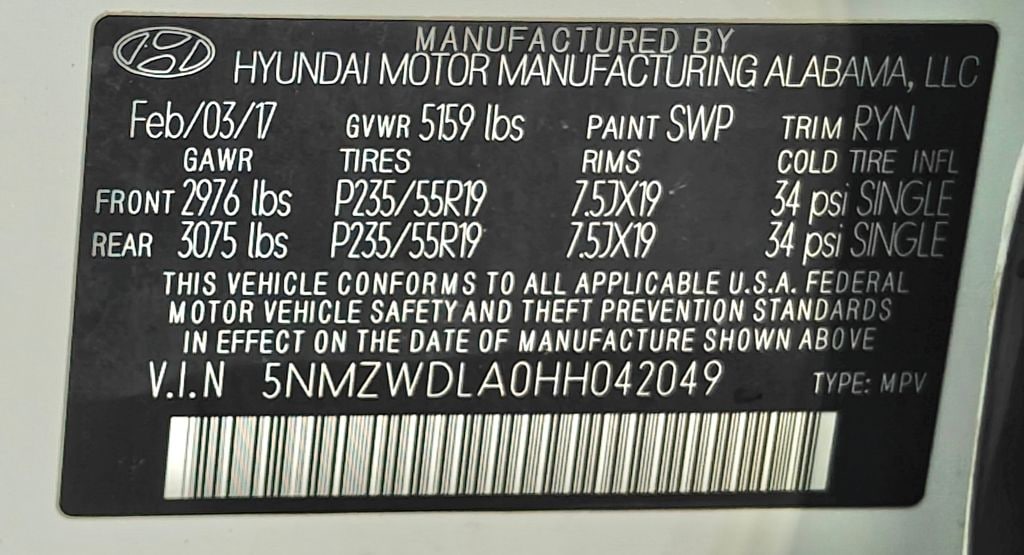 MANUFACTURED BY
HYUNDAI MOTOR MANUFACTURING ALABAMA, LLC
Feb/03/17 GVWR 5159 lbs PAINT SWP TRIM RYN
GAWR TIRES RIMS COLD TIRE INFL
FRONT 2976 lbs P235/55R19 7.5JX19 34 psi SINGLE
REAR 3075 lbs P235/55R19 7.5JX19 34 psi SINGLE
THIS VEHICLE CONFORMS TO ALL APPLICABLE U.S.A. FEDERAL
MOTOR VEHICLE SAFETY AND THEFT PREVENTION STANDARDS
IN EFFECT ON THE DATE OF MANUFACTURE SHOWN ABOVE
V.I.N 5NMZWDLA0HH042049 TYPE: MPV